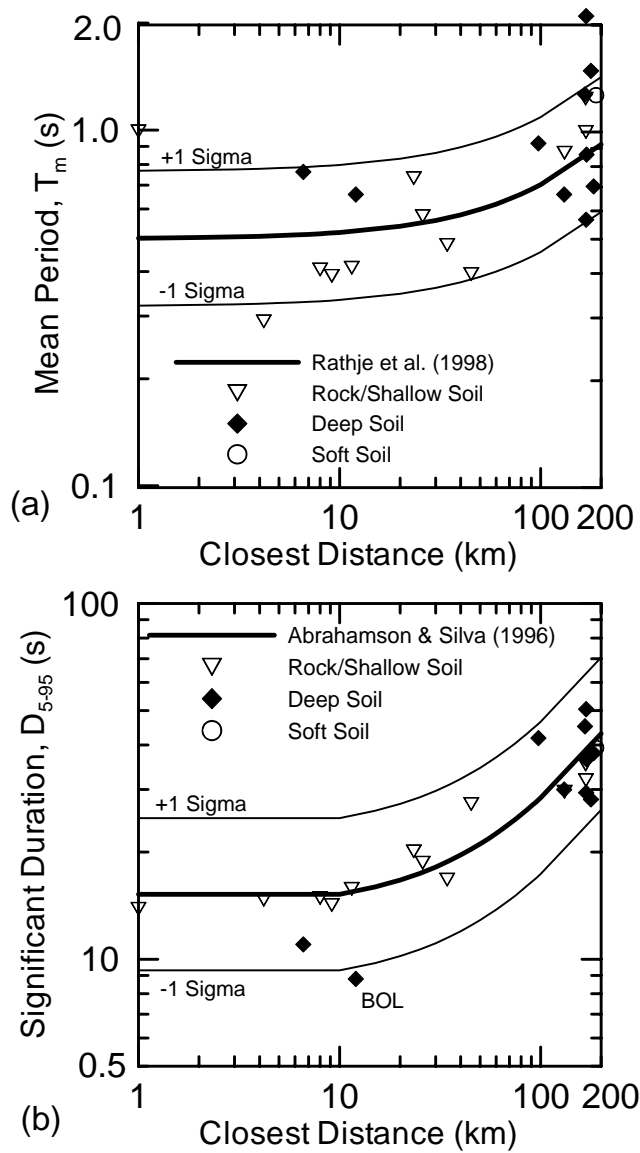 2.0
1.0
0.1
Mean Period, T_m (s)
+1 Sigma
-1 Sigma
Rathje et al. (1998)
Rock/Shallow Soil
Deep Soil
Soft Soil
(a)
1 10 100 200
Closest Distance (km)
100
10
0.5
Significant Duration, D_5-95 (s)
Abrahamson & Silva (1996)
Rock/Shallow Soil
Deep Soil
Soft Soil
+1 Sigma
-1 Sigma
BOL
(b)
1 10 100 200
Closest Distance (km)